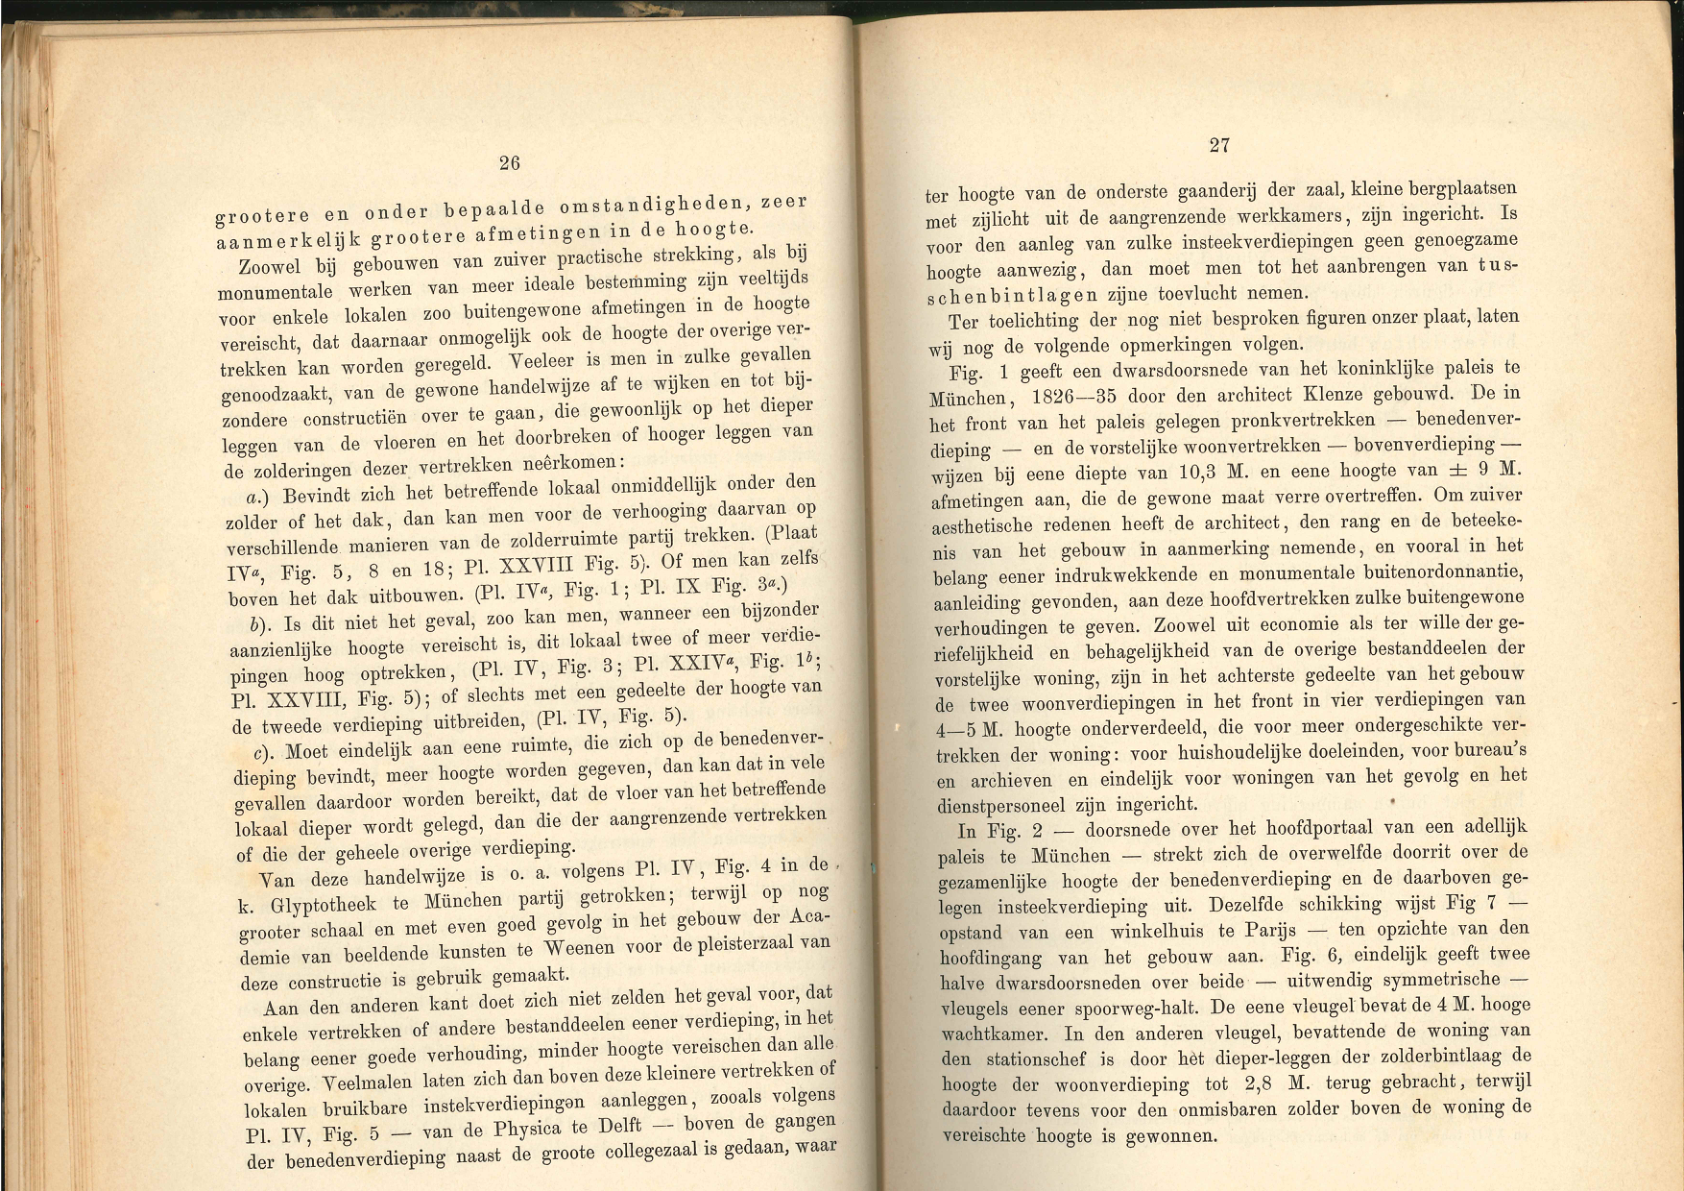 26
grootere en onder bepaalde omstandigheden, zeer
aanmerkelijk grootere afmetingen in de hoogte.
Zoowel bij gebouwen van zuiver practische strekking, als bij
monumentale werken van meer ideale bestemming zijn veeltijds
voor enkele lokalen zoo buitengewone afmetingen in de hoogte
vereischt, dat daarnaar onmogelijk ook de hoogte der overige ver-
trekken kan worden geregeld. Veeleer is men in zulke gevallen
genoodzaakt, van de gewone handelwijze af te wijken en tot bij-
zondere constructiën over te gaan, die gewoonlijk op het dieper
leggen van de vloeren en het doorbreken of hooger leggen van
de zolderingen dezer vertrekken neêrkomen:
a.) Bevindt zich het betreffende lokaal onmiddellijk onder den
zolder of het dak, dan kan men voor de verhooging daarvan op
verschillende manieren van de zolderruimte partij trekken. (Plaat
IVa, Fig. 5, 8 en 18; Pl. XXVIII Fig. 5). Of men kan zelfs
boven het dak uitbouwen. (Pl. IVa, Fig. 1; Pl. IX Fig. 3a.)
b). Is dit niet het geval, zoo kan men, wanneer een bijzonder
aanzienlijke hoogte vereischt is, dit lokaal twee of meer verdie-
pingen hoog optrekken, (Pl. IV, Fig. 3; Pl. XXIVa, Fig. 1b;
Pl. XXVIII, Fig. 5); of slechts met een gedeelte der hoogte van
de tweede verdieping uitbreiden, (Pl. IV, Fig. 5).
c). Moet eindelijk aan eene ruimte, die zich op de benedenver-
dieping bevindt, meer hoogte worden gegeven, dan kan dat in vele
gevallen daardoor worden bereikt, dat de vloer van het betreffende
lokaal dieper wordt gelegd, dan die der aangrenzende vertrekken
of die der geheele overige verdieping.
Van deze handelwijze is o. a. volgens Pl. IV, Fig. 4 in de
k. Glyptotheek te München partij getrokken; terwijl op nog
grooter schaal en met even goed gevolg in het gebouw der Aca-
demie van beeldende kunsten te Weenen voor de pleisterzaal van
deze constructie is gebruik gemaakt.
Aan den anderen kant doet zich niet zelden het geval voor, dat
enkele vertrekken of andere bestanddeelen eener verdieping, in het
belang eener goede verhouding, minder hoogte vereischen dan alle
overige. Veelmalen laten zich dan boven deze kleinere vertrekken of
lokalen bruikbare instekverdiepingən aanleggen, zooals volgens
Pl. IV, Fig. 5 — van de Physica te Delft — boven de gangen
der benedenverdieping naast de groote collegezaal is gedaan, waar
27
ter hoogte van de onderste gaanderij der zaal, kleine bergplaatsen
met zijlicht uit de aangrenzende werkkamers, zijn ingericht. Is
voor den aanleg van zulke insteekverdiepingen geen genoegzame
hoogte aanwezig, dan moet men tot het aanbrengen van tus-
schenbintlagen zijne toevlucht nemen.
Ter toelichting der nog niet besproken figuren onzer plaat, laten
wij nog de volgende opmerkingen volgen.
Fig. 1 geeft een dwarsdoorsnede van het koninklijke paleis te
München, 1826—35 door den architect Klenze gebouwd. De in
het front van het paleis gelegen pronkvertrekken — benedenver-
dieping — en de vorstelijke woonvertrekken — bovenverdieping —
wijzen bij eene diepte van 10,3 M. en eene hoogte van ± 9 M.
afmetingen aan, die de gewone maat verre overtreffen. Om zuiver
aesthetische redenen heeft de architect, den rang en de beteeke-
nis van het gebouw in aanmerking nemende, en vooral in het
belang eener indrukwekkende en monumentale buitenordonnantie,
aanleiding gevonden, aan deze hoofdvertrekken zulke buitengewone
verhoudingen te geven. Zoowel uit economie als ter wille der ge-
riefelijkheid en behagelijkheid van de overige bestanddeelen der
vorstelijke woning, zijn in het achterste gedeelte van het gebouw
de twee woonverdiepingen in het front in vier verdiepingen van
4—5 M. hoogte onderverdeeld, die voor meer ondergeschikte ver-
trekken der woning: voor huishoudelijke doeleinden, voor bureau's
en archieven en eindelijk voor woningen van het gevolg en het
dienstpersoneel zijn ingericht.
In Fig. 2 — doorsnede over het hoofdportaal van een adellijk
paleis te München — strekt zich de overwelfde doorrit over de
gezamenlijke hoogte der benedenverdieping en de daarboven ge-
legen insteekverdieping uit. Dezelfde schikking wijst Fig 7 —
opstand van een winkelhuis te Parijs — ten opzichte van den
hoofdingang van het gebouw aan. Fig. 6, eindelijk geeft twee
halve dwarsdoorsneden over beide — uitwendig symmetrische —
vleugels eener spoorweg-halt. De eene vleugel bevat de 4 M. hooge
wachtkamer. In den anderen vleugel, bevattende de woning van
den stationschef is door hèt dieper-leggen der zolderbintlaag de
hoogte der woonverdieping tot 2,8 M. terug gebracht, terwijl
daardoor tevens voor den onmisbaren zolder boven de woning de
vereischte hoogte is gewonnen.